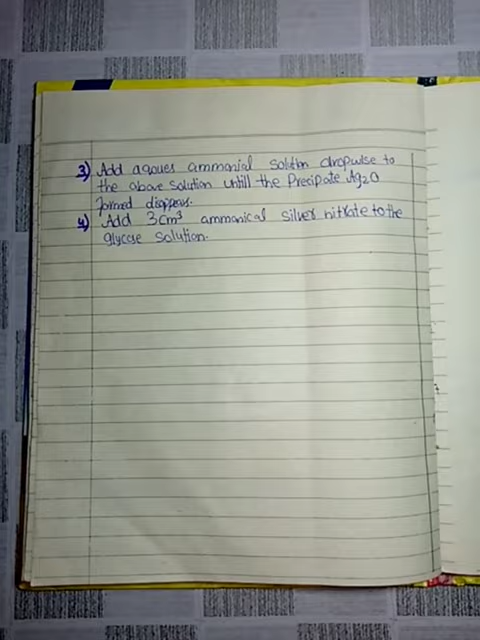 3) Add aqoues ammonial solution dropwise to
the above solution untill the Precipate Ag2O
formed disppears.
4) Add 3cm³ ammonical silver nitrate to the
glycose solution.